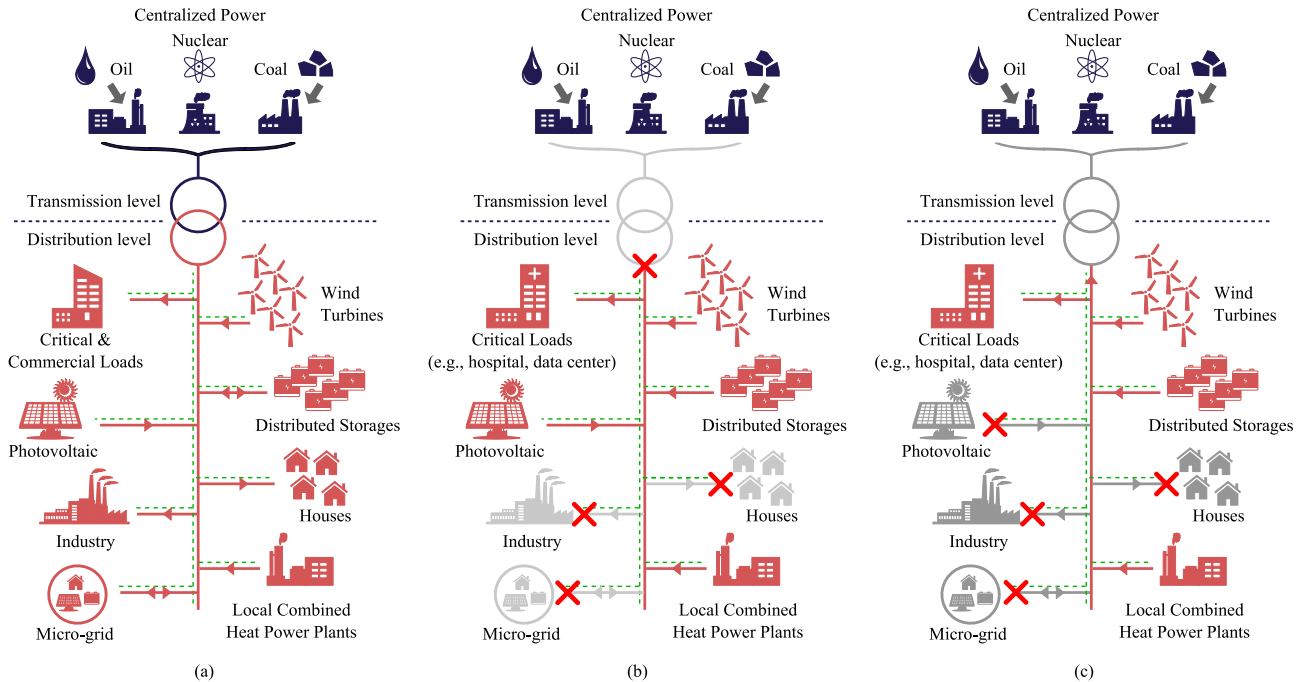 Centralized Power
Nuclear
Oil
Coal
Transmission level
Distribution level
Wind
Turbines
Critical &
Commercial Loads
Distributed Storages
Photovoltaic
Houses
Industry
Local Combined
Heat Power Plants
Micro-grid
(a)
Centralized Power
Nuclear
Oil
Coal
Transmission level
Distribution level
Wind
Turbines
Critical Loads
(e.g., hospital, data center)
Distributed Storages
Photovoltaic
Houses
Industry
Local Combined
Heat Power Plants
Micro-grid
(b)
Centralized Power
Nuclear
Oil
Coal
Transmission level
Distribution level
Wind
Turbines
Critical Loads
(e.g., hospital, data center)
Distributed Storages
Photovoltaic
Houses
Industry
Local Combined
Heat Power Plants
Micro-grid
(c)